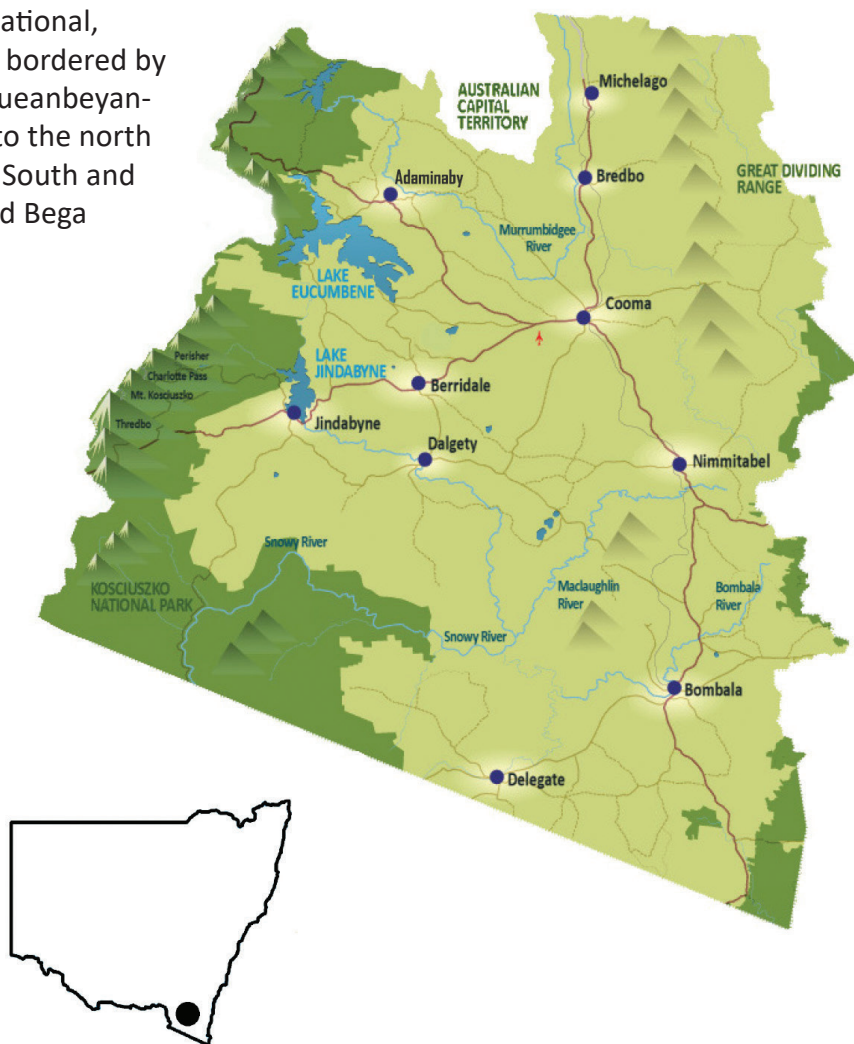 ational,
bordered by
ueanbeyan-
to the north
South and
d Bega
Michelago
AUSTRALIAN
CAPITAL
TERRITORY
GREAT DIVIDING
RANGE
Adaminaby
Bredbo
Murrumbidgee
River
LAKE
EUCUMBENE
Cooma
Perisher
LAKE
JINDABYNE
Charlotte Pass
Berridale
Mt. Kosciuszko
Thredbo
Jindabyne
Dalgety
Nimmitabel
Snowy River
KOSCIUSZKO
NATIONAL PARK
Maclaughlin
River
Bombala
River
Snowy River
Bombala
Delegate